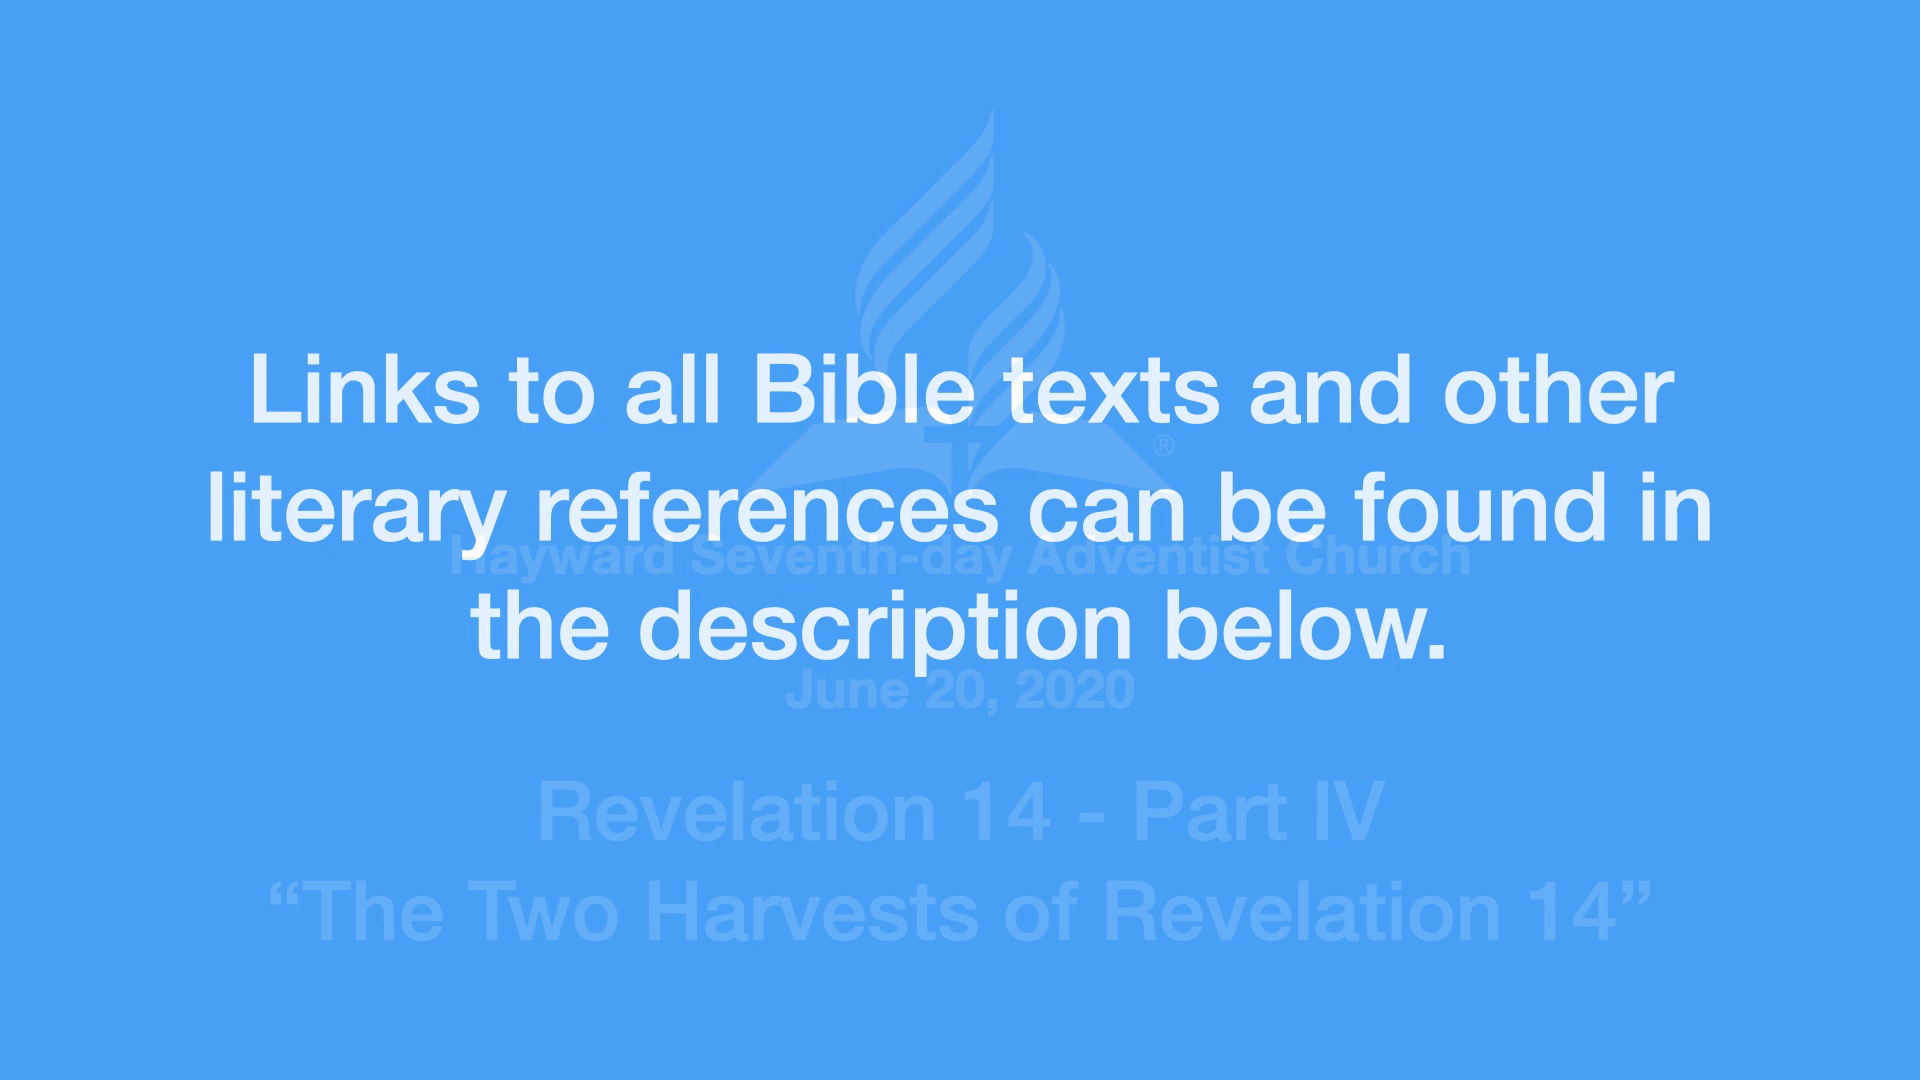 ®
Links to all Bible texts and other
literary references can be found in
the description below.
Hayward Seventh-day Adventist Church
June 20, 2020
Revelation 14 - Part IV
“The Two Harvests of Revelation 14”